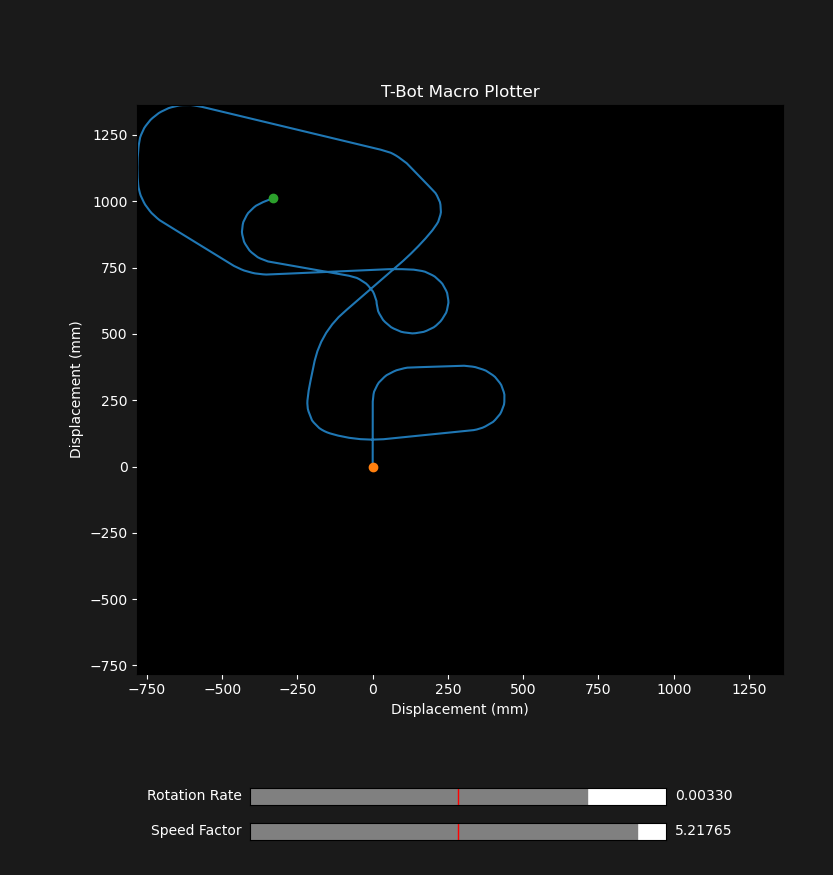 T-Bot Macro Plotter
1250
1000
750
500
250
0
−250
−500
−750
Displacement (mm)
−750 −500 −250 0 250 500 750 1000 1250
Displacement (mm)
Rotation Rate 0.00330
Speed Factor 5.21765